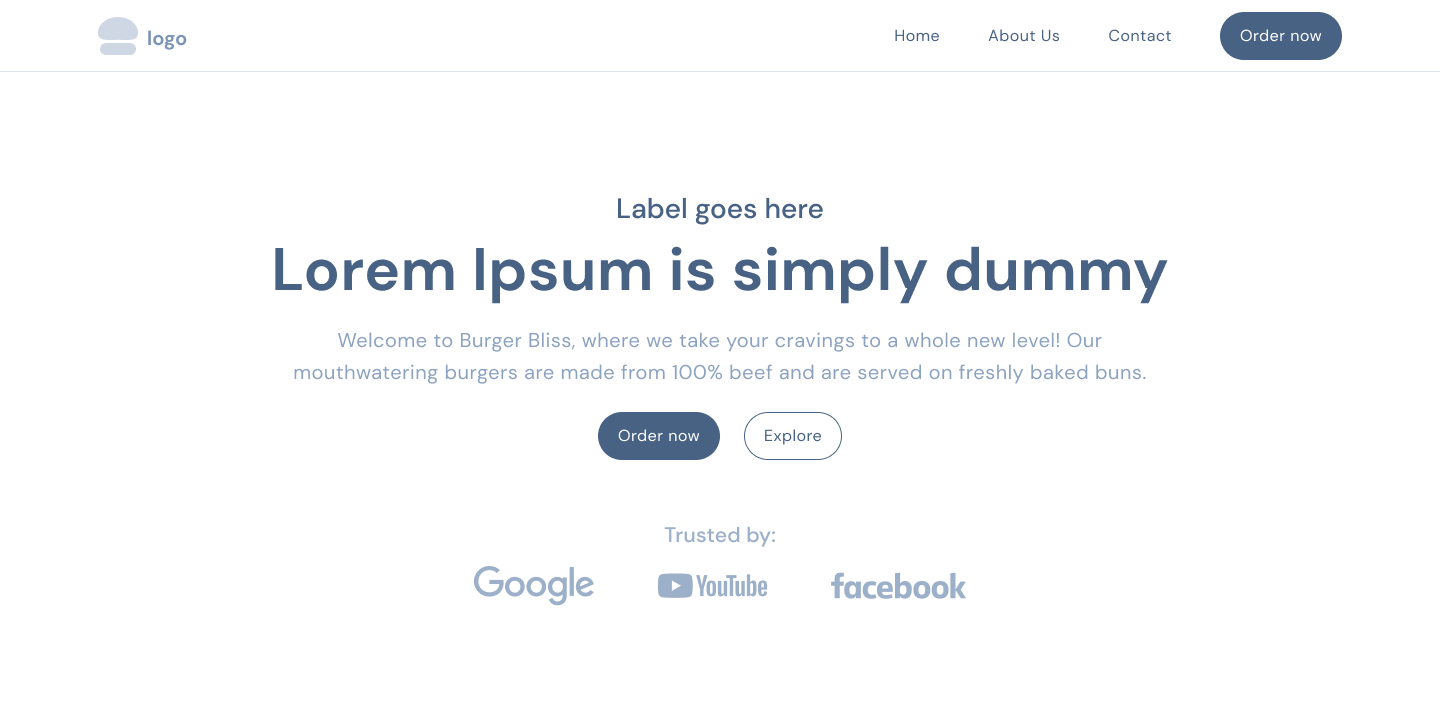 logo
Home
About Us
Contact
Order now
Label goes here
Lorem Ipsum is simply dummy
Welcome to Burger Bliss, where we take your cravings to a whole new level! Our
mouthwatering burgers are made from 100% beef and are served on freshly baked buns.
Order now
Explore
Trusted by:
Google
YouTube
facebook